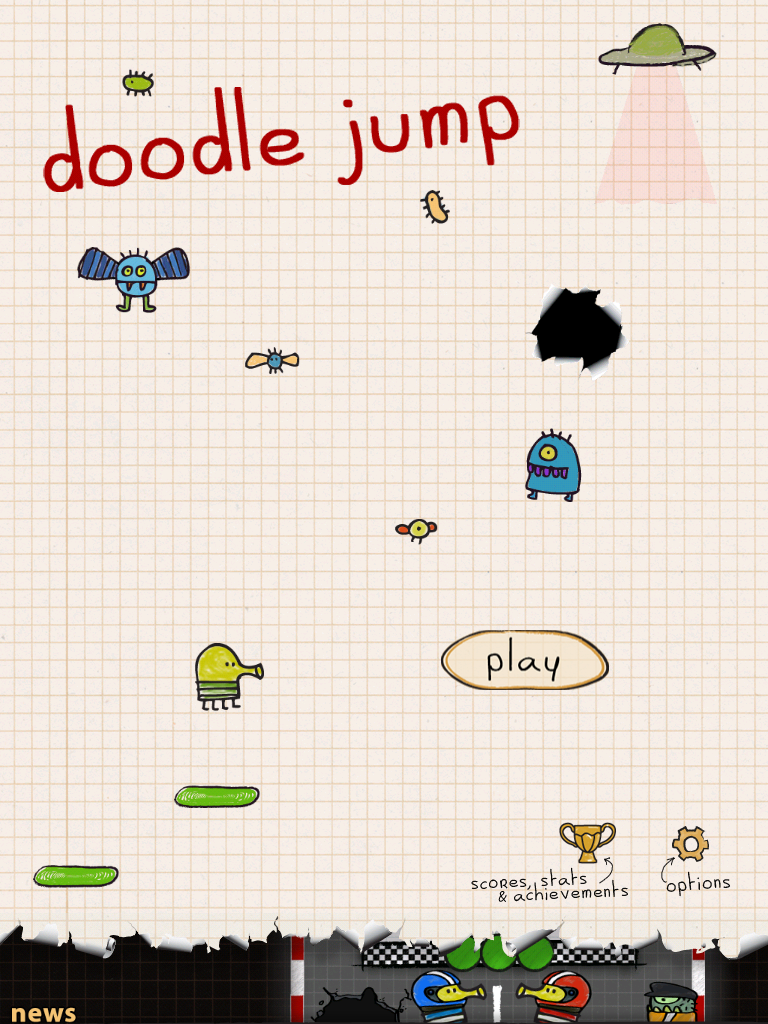 doodle jump
play
scores, stats
& achievements
options
news